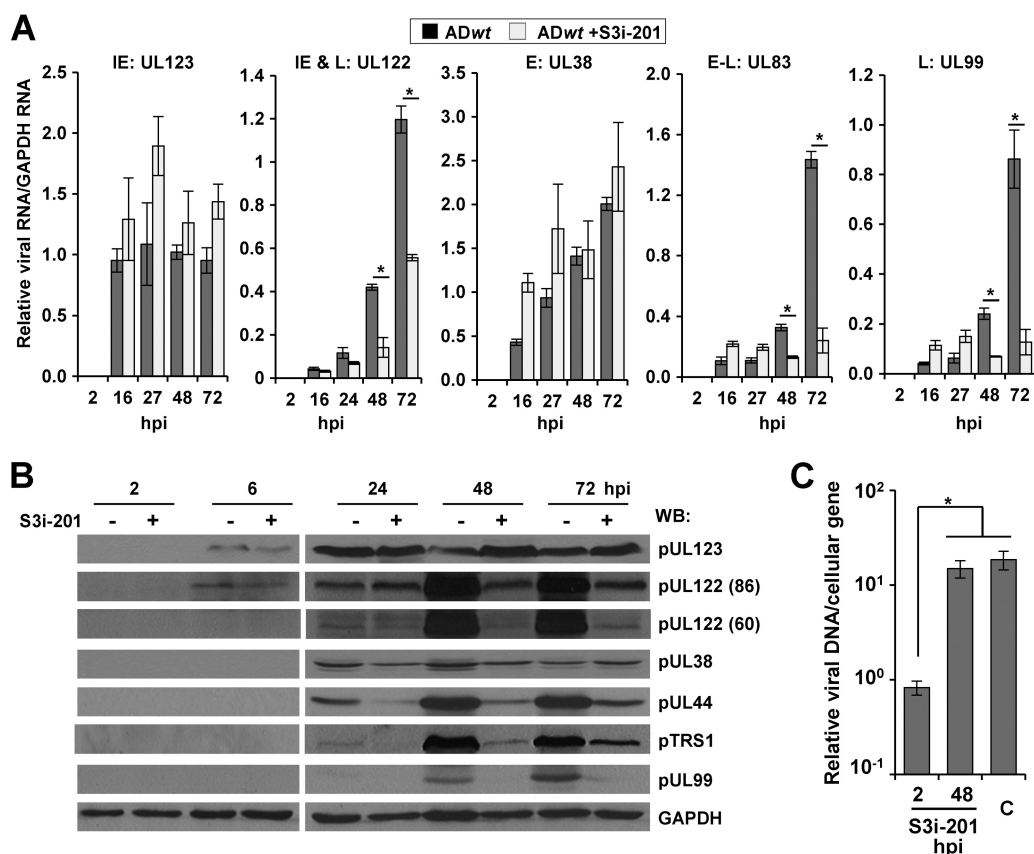 A
ADwt ADwt +S3i-201
IE: UL123 IE & L: UL122 E: UL38 E-L: UL83 L: UL99
Relative viral RNA/GAPDH RNA
2.5
2.0
1.5
1.0
0.5
0.0
2 16 27 48 72
hpi
1.4
1.2
1
0.8
0.6
0.4
0.2
0
* *
2 16 24 48 72
hpi
3.5
3.0
2.5
2.0
1.5
1.0
0.5
0.0
2 16 27 48 72
hpi
2.0
1.6
1.2
0.8
0.4
0.0
* *
2 16 27 48 72
hpi
1.2
1.0
0.8
0.6
0.4
0.2
0.0
* *
2 16 27 48 72
hpi
B
2 6 24 48 72 hpi
S3i-201 - + - + - + - + - + WB:
pUL123
pUL122 (86)
pUL122 (60)
pUL38
pUL44
pTRS1
pUL99
GAPDH
C
Relative viral DNA/cellular gene
10²
10¹
10⁰
10⁻¹
*
2 48 C
S3i-201
hpi